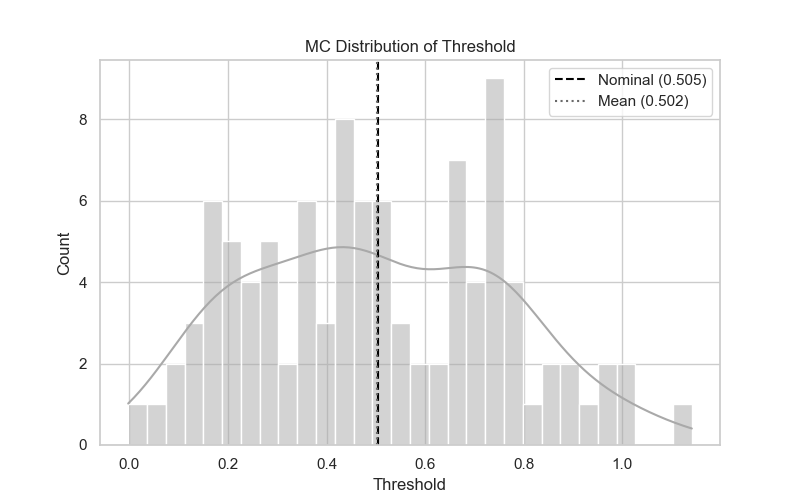 MC Distribution of Threshold
Nominal (0.505)
Mean (0.502)
8
6
4
2
0
Count
0.0 0.2 0.4 0.6 0.8 1.0
Threshold